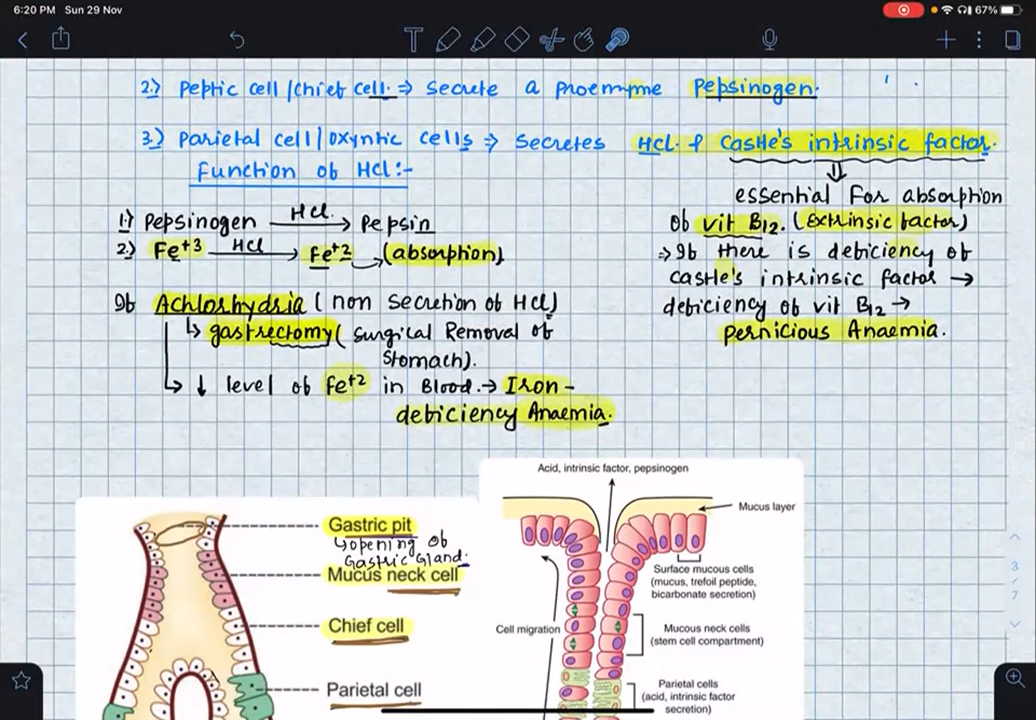 6:20 PM Sun 29 Nov
67%
2.) Peptic cell/chief cell ⇒ Secrete a proenzyme Pepsinogen.
3.) Parietal cell/Oxyntic cells ⇒ Secretes HCl & Castle's intrinsic factor.
Function of HCl:-
1.) Pepsinogen HCl → Pepsin
2.) Fe+3 HCl → Fe+2 → (absorption)
If Achlorhydria (non secretion of HCl)
↳ gastrectomy (Surgical Removal of
Stomach).
↳ ↓ level of Fe+2 in Blood. → Iron-
deficiency Anaemia.
⇓
essential For absorption
of vit B12. (Extrinsic factor)
⇒ If there is deficiency of
castle's intrinsic factor →
deficiency of vit B12 →
pernicious Anaemia.
Gastric pit
↳ opening of
Gastric Gland.
Mucus neck cell
Chief cell
Parietal cell
Acid, intrinsic factor, pepsinogen
Mucus layer
Surface mucous cells
(mucus, trefoil peptide,
bicarbonate secretion)
Cell migration
Mucous neck cells
(stem cell compartment)
Parietal cells
(acid, intrinsic factor
secretion)
3
/
7